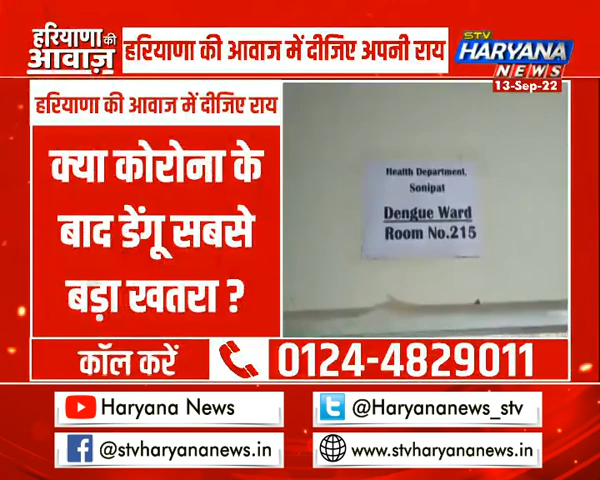 हरियाणा की
आवाज़
हरियाणा की आवाज में दीजिए अपनी राय
STV
HARYANA
NEWS
13-Sep-22
हरियाणा की आवाज में दीजिए राय
क्या कोरोना के
बाद डेंगू सबसे
बड़ा खतरा ?
Health Department,
Sonipat
Dengue Ward
Room No.215
कॉल करें
0124-4829011
Haryana News
@Haryananews_stv
@stvharyananews.in
www.stvharyananews.in